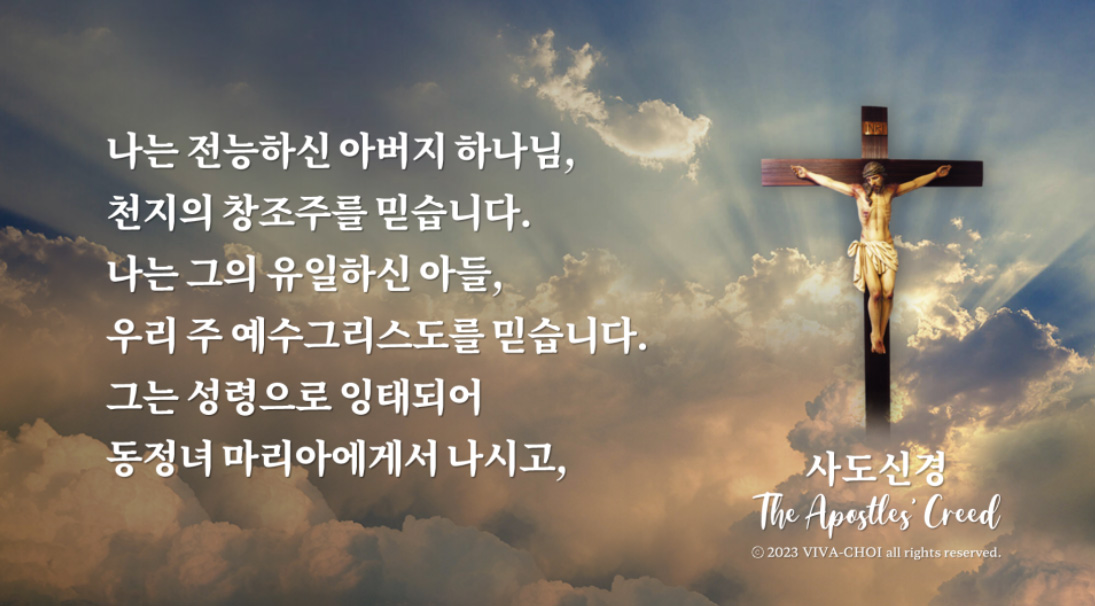 나는 전능하신 아버지 하나님,
천지의 창조주를 믿습니다.
나는 그의 유일하신 아들,
우리 주 예수그리스도를 믿습니다.
그는 성령으로 잉태되어
동정녀 마리아에게서 나시고,
INRI
사도신경
The Apostles' Creed
ⓒ 2023 VIVA-CHOI all rights reserved.